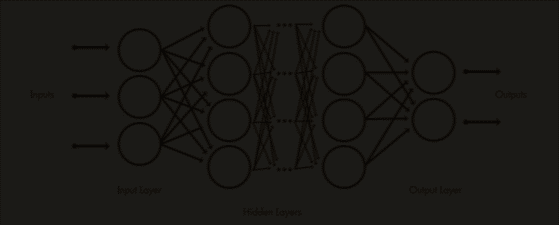 Inputs
Outputs
Input Layer
Output Layer
Hidden Layers